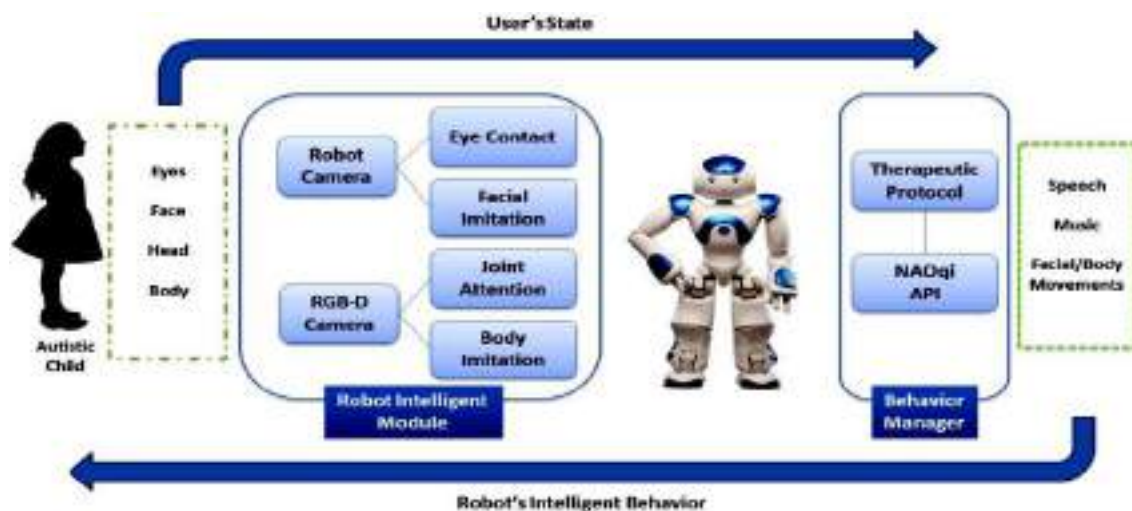 User's State
Eyes
Face
Head
Body
Autistic
Child
Robot
Camera
Eye Contact
Facial
Imitation
RGB-D
Camera
Joint
Attention
Body
Imitation
Robot Intelligent
Module
Therapeutic
Protocol
NAOqi
API
Behavior
Manager
Speech
Music
Facial/Body
Movements
Robot's Intelligent Behavior